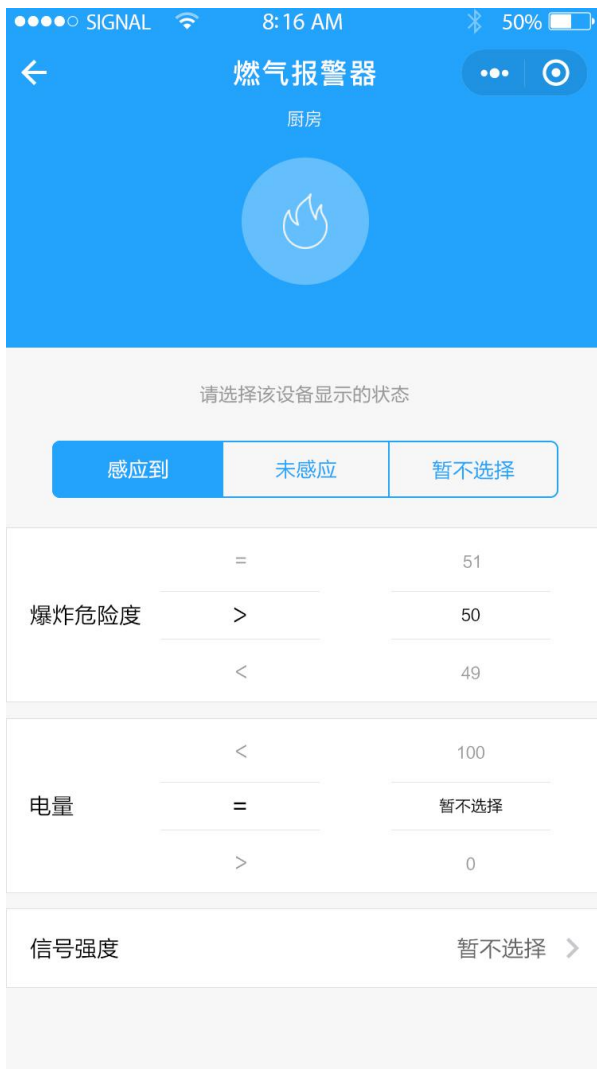 SIGNAL 8:16 AM 50%
燃气报警器
厨房
请选择该设备显示的状态
感应到 未感应 暂不选择
= 51
爆炸危险度 > 50
< 49
< 100
电量 = 暂不选择
> 0
信号强度 暂不选择 >